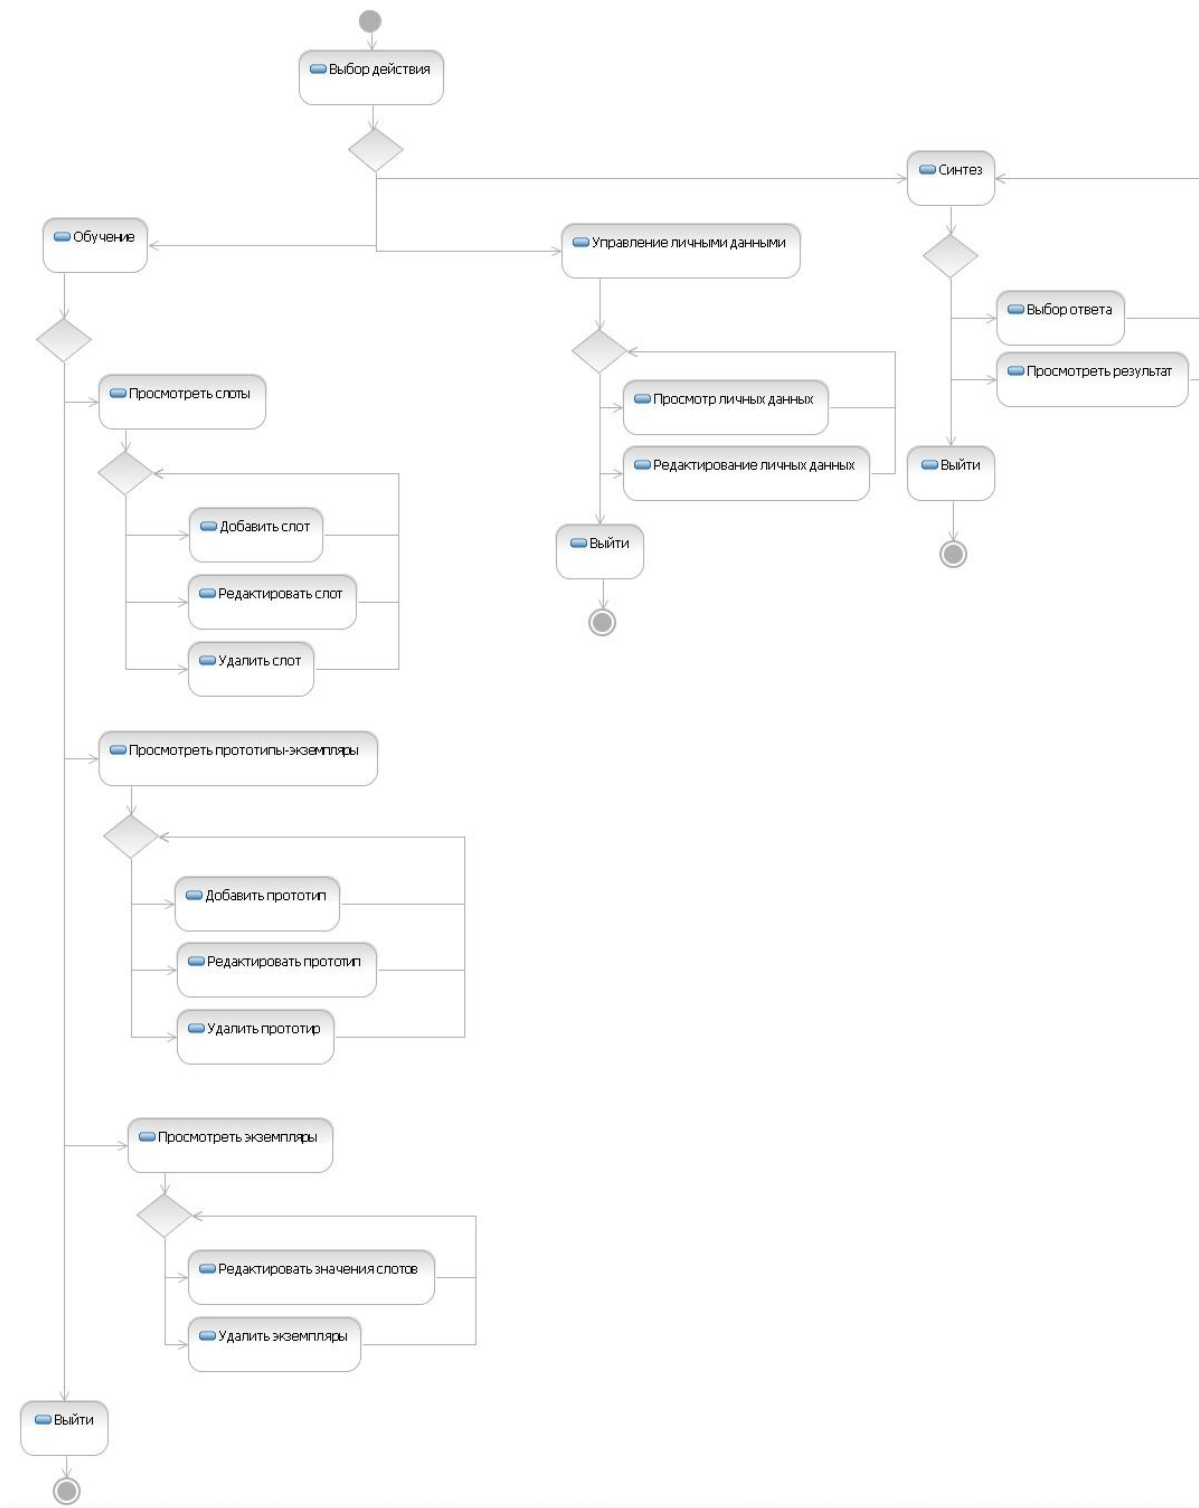 Выбор действия
Синтез
Обучение
Управление личными данными
Выбор ответа
Просмотреть результат
Просмотреть слоты
Просмотр личных данных
Редактирование личных данных
Выйти
Добавить слот
Выйти
Редактировать слот
Удалить слот
Просмотреть прототипы-экземпляры
Добавить прототип
Редактировать прототип
Удалить прототир
Просмотреть экземпляры
Редактировать значения слотов
Удалить экземпляры
Выйти